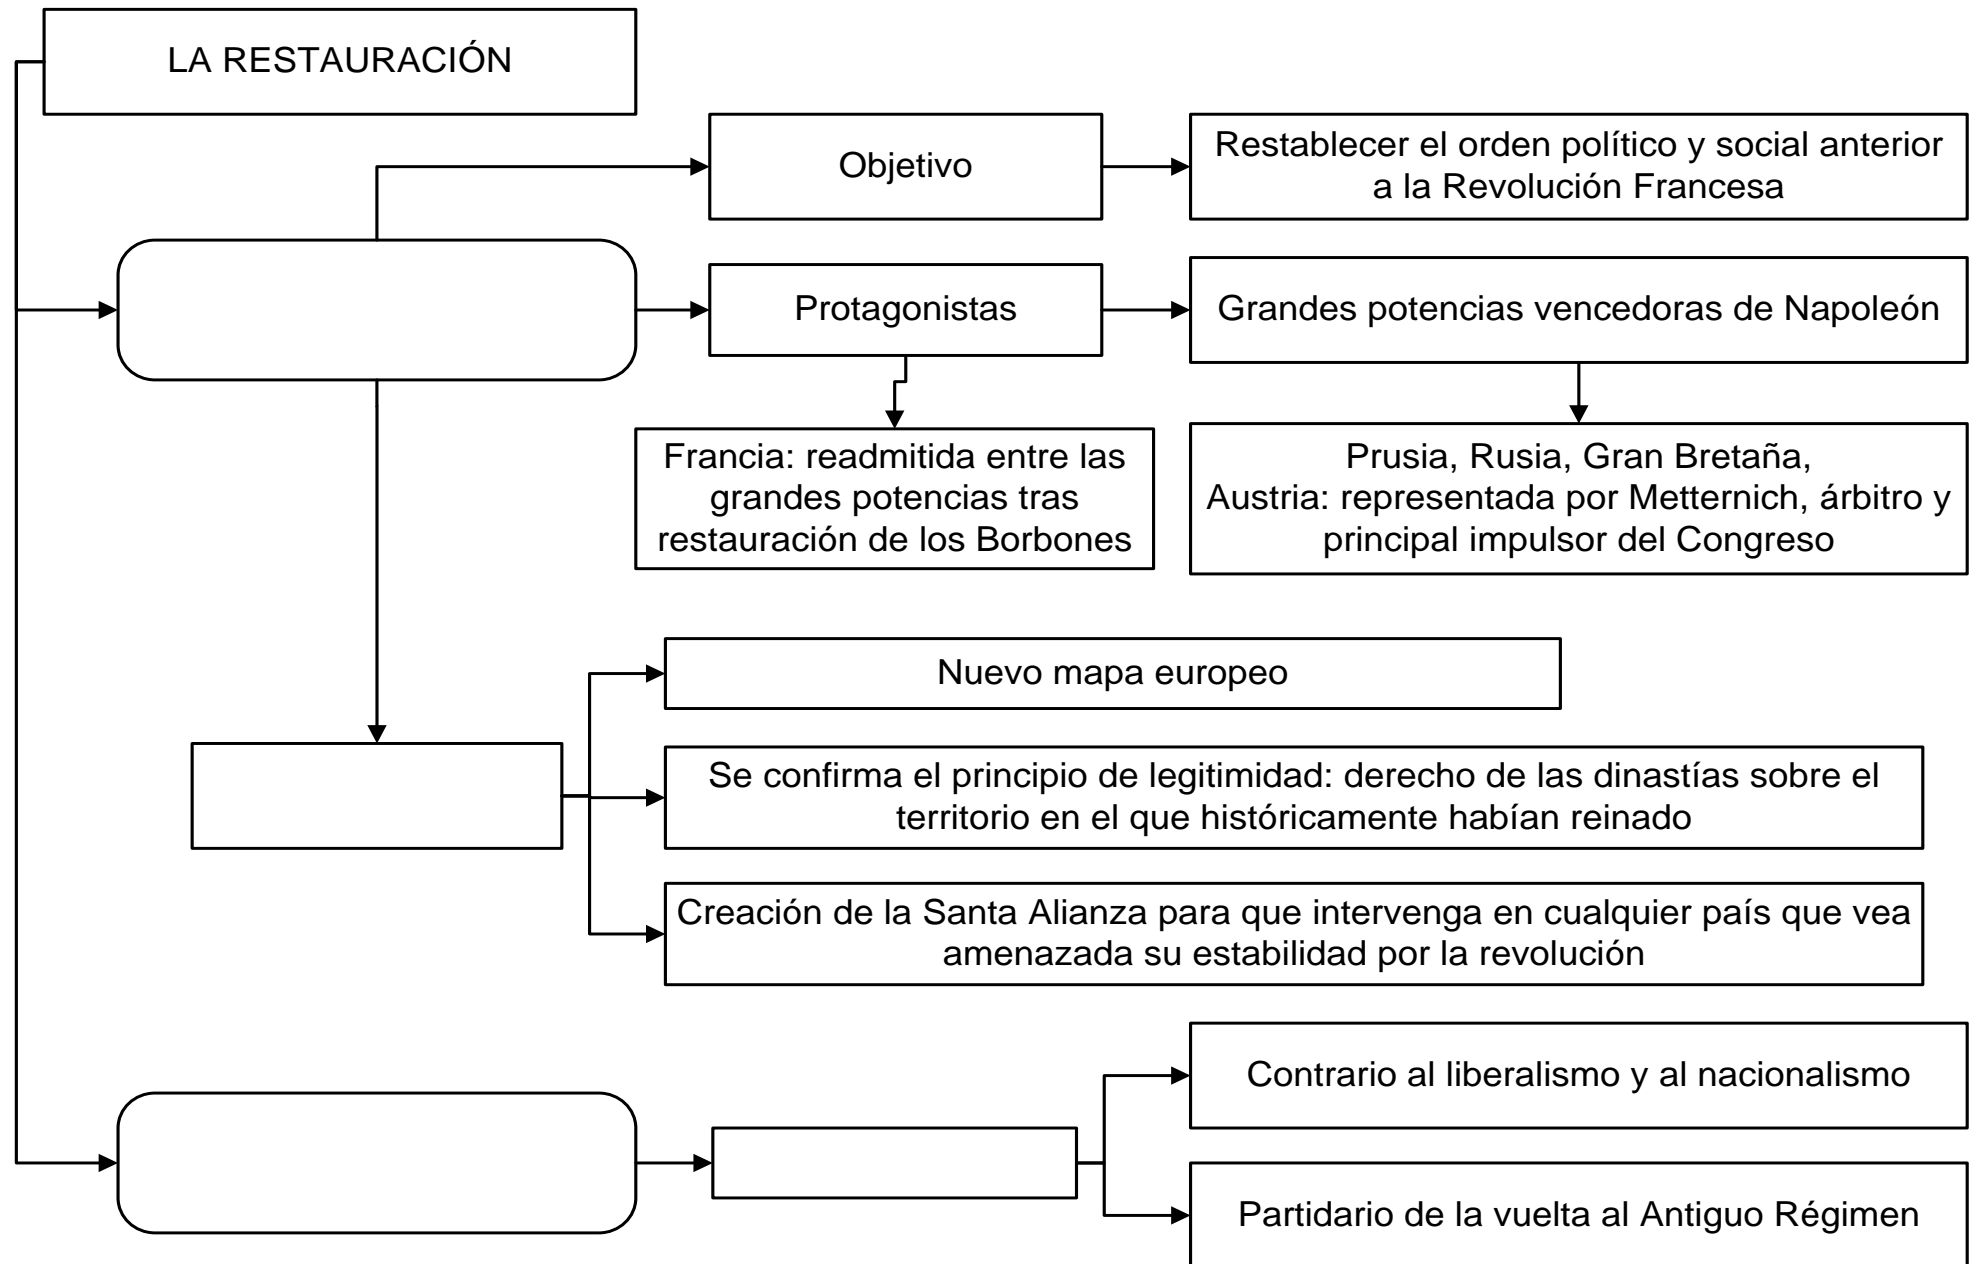 LA RESTAURACIÓN
Objetivo
Restablecer el orden político y social anterior
a la Revolución Francesa
Protagonistas
Grandes potencias vencedoras de Napoleón
Francia: readmitida entre las
grandes potencias tras
restauración de los Borbones
Prusia, Rusia, Gran Bretaña,
Austria: representada por Metternich, árbitro y
principal impulsor del Congreso
Nuevo mapa europeo
Se confirma el principio de legitimidad: derecho de las dinastías sobre el
territorio en el que históricamente habían reinado
Creación de la Santa Alianza para que intervenga en cualquier país que vea
amenazada su estabilidad por la revolución
Contrario al liberalismo y al nacionalismo
Partidario de la vuelta al Antiguo Régimen